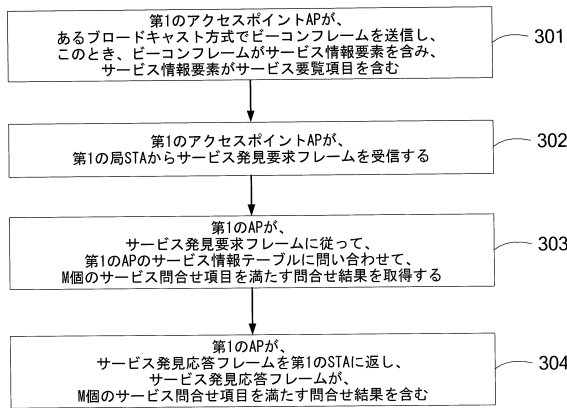 第1のアクセスポイントAPが、
あるブロードキャスト方式でビーコンフレームを送信し、
このとき、ビーコンフレームがサービス情報要素を含み、
サービス情報要素がサービス要覧項目を含む
301
第1のアクセスポイントAPが、
第1の局STAからサービス発見要求フレームを受信する
302
第1のAPが、
サービス発見要求フレームに従って、
第1のAPのサービス情報テーブルに問い合わせて、
M個のサービス問合せ項目を満たす問合せ結果を取得する
303
第1のAPが、
サービス発見応答フレームを第1のSTAに返し、
サービス発見応答フレームが、
M個のサービス問合せ項目を満たす問合せ結果を含む
304